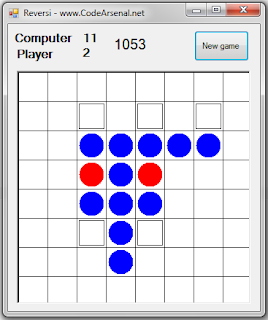 Reversi - www.CodeArsenal.net
Computer 11 1053 New game
Player 2